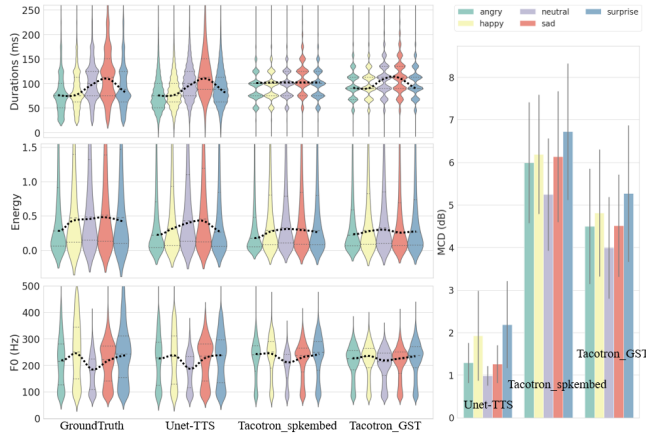 angry
happy
neutral
sad
surprise
Durations (ms)
250
200
150
100
50
0
Energy
1.5
1.0
0.5
0.0
F0 (Hz)
500
400
300
200
100
0
GroundTruth
Unet-TTS
Tacotron_spkembed
Tacotron_GST
MCD (dB)
8
7
6
5
4
3
2
1
0
Tacotron_GST
Tacotron_spkembed
Unet-TTS